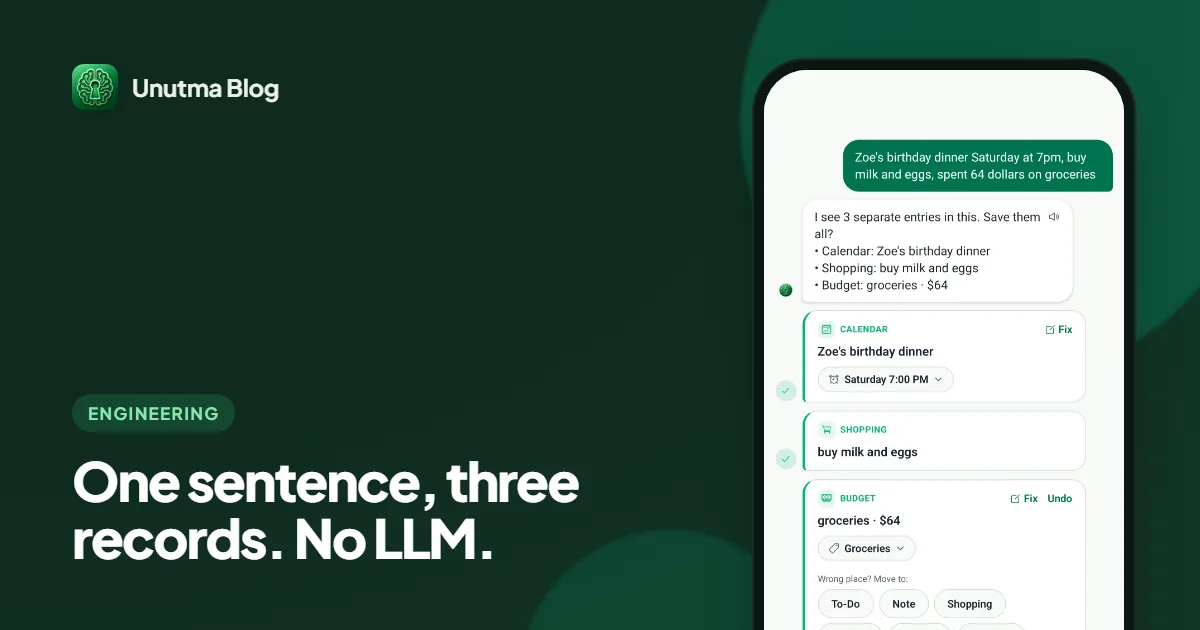 Unutma Blog
ENGINEERING
One sentence, three
records. No LLM.
Zoe's birthday dinner Saturday at 7pm, buy
milk and eggs, spent 64 dollars on groceries
I see 3 separate entries in this. Save them
all?
• Calendar: Zoe's birthday dinner
• Shopping: buy milk and eggs
• Budget: groceries · $64
CALENDAR
Fix
Zoe's birthday dinner
Saturday 7:00 PM
SHOPPING
buy milk and eggs
BUDGET
Fix Undo
groceries · $64
Groceries
Wrong place? Move to:
To-Do Note Shopping